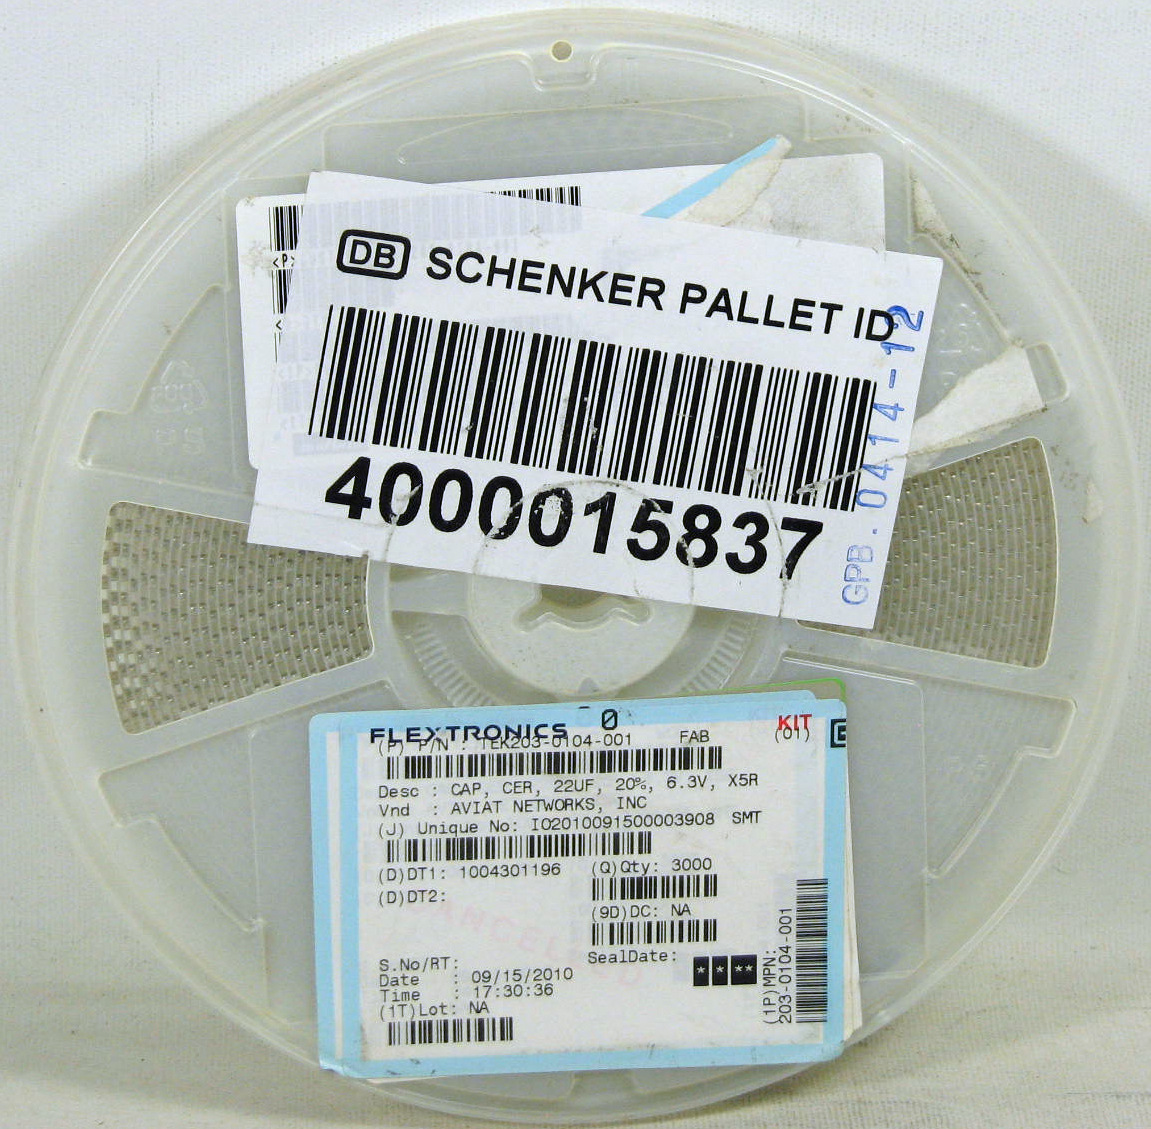 DB SCHENKER PALLET ID
<P>
<
4000015837
GPB. 0414-12
FLEXTRONICS 0 KIT
(P) P/N : TEK203-0104-001 FAB (01)
Desc : CAP, CER, 22UF, 20%, 6.3V, X5R
Vnd : AVIAT NETWORKS, INC
(J) Unique No: IO2010091500003908 SMT
(D)DT1: 1004301196 (Q)Qty: 3000
(D)DT2:
(9D)DC: NA
CANCELLED
SealDate: * * **
S.No/RT:
Date : 09/15/2010
Time : 17:30:36
(1T)Lot: NA
(1P)MPN:
203-0104-001